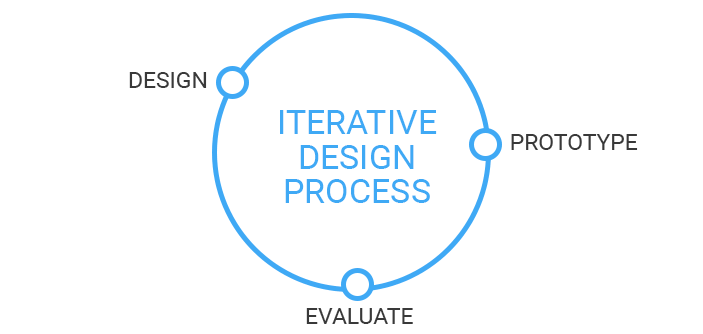 DESIGN
ITERATIVE
DESIGN
PROCESS
PROTOTYPE
EVALUATE